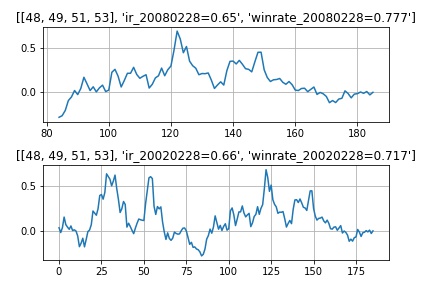 [[48, 49, 51, 53], 'ir_20080228=0.65', 'winrate_20080228=0.777']
0.5
0.0
80 100 120 140 160 180
[[48, 49, 51, 53], 'ir_20020228=0.66', 'winrate_20020228=0.717']
0.5
0.0
0 25 50 75 100 125 150 175